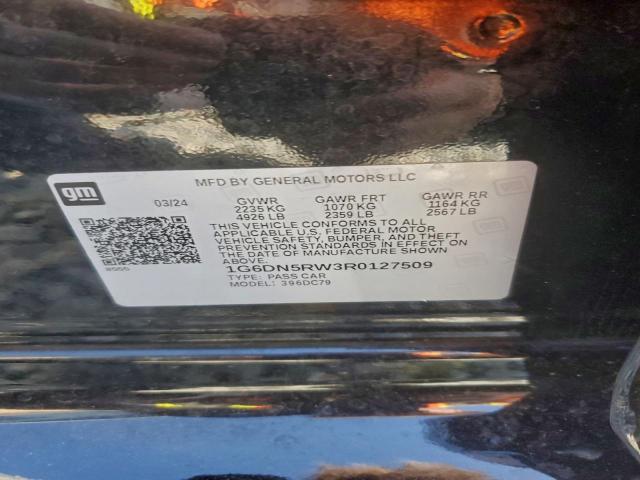 MFD BY GENERAL MOTORS LLC
gm
03/24
GVWR GAWR FRT GAWR RR
2235 KG 1070 KG 1164 KG
4926 LB 2359 LB 2567 LB
THIS VEHICLE CONFORMS TO ALL
APPLICABLE U.S. FEDERAL MOTOR
VEHICLE SAFETY, BUMPER, AND THEFT
PREVENTION STANDARDS IN EFFECT ON
THE DATE OF MANUFACTURE SHOWN
ABOVE.
1G6DN5RW3R0127509
TYPE: PASS CAR
MODEL: 396DC79